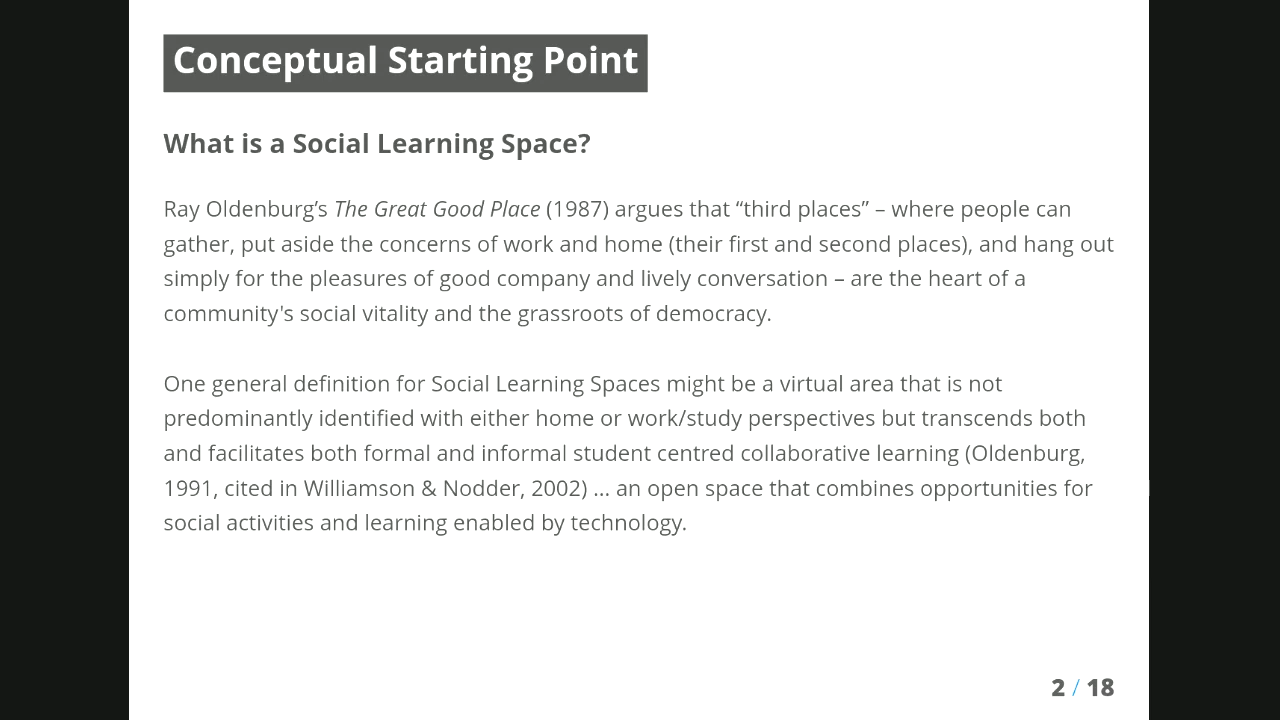 Conceptual Starting Point
What is a Social Learning Space?
Ray Oldenburg’s The Great Good Place (1987) argues that “third places” – where people can
gather, put aside the concerns of work and home (their first and second places), and hang out
simply for the pleasures of good company and lively conversation – are the heart of a
community's social vitality and the grassroots of democracy.
One general definition for Social Learning Spaces might be a virtual area that is not
predominantly identified with either home or work/study perspectives but transcends both
and facilitates both formal and informal student centred collaborative learning (Oldenburg,
1991, cited in Williamson & Nodder, 2002) ... an open space that combines opportunities for
social activities and learning enabled by technology.
2 / 18